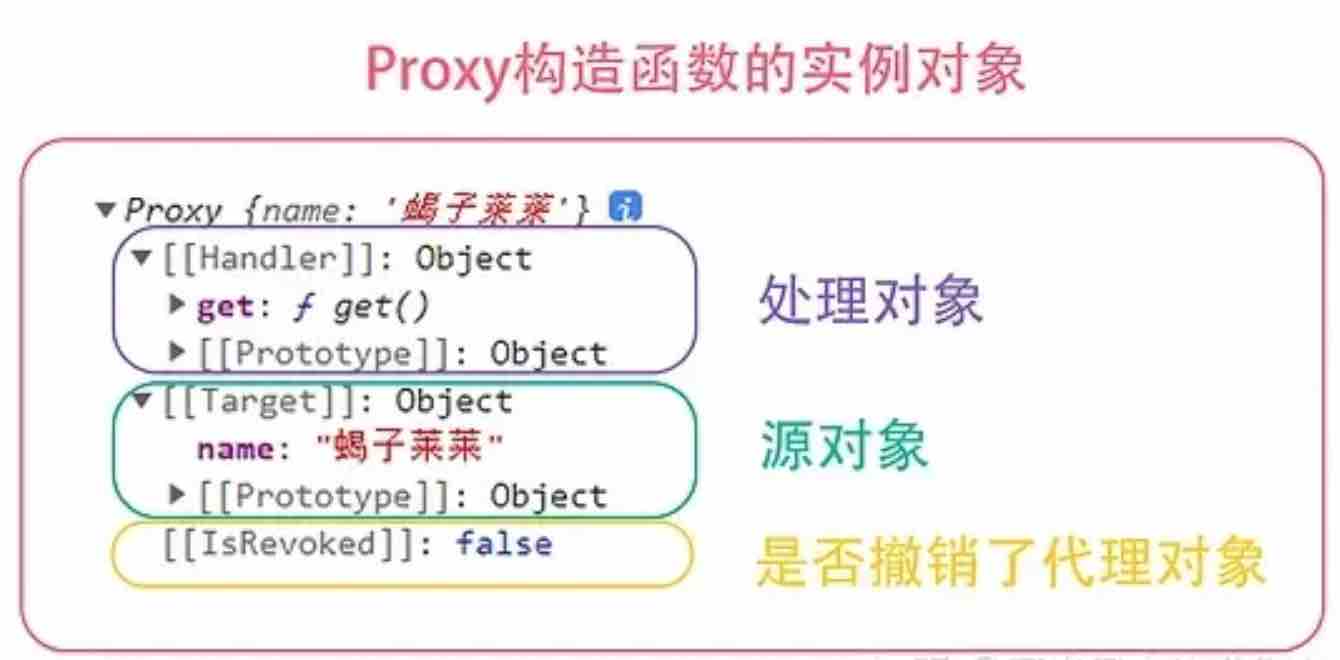 Proxy构造函数的实例对象
Proxy {name: '蝎子莱莱'} i
[[Handler]]: Object
get: ƒ get()
[[Prototype]]: Object
处理对象
[[Target]]: Object
name: "蝎子莱莱"
[[Prototype]]: Object
源对象
[[IsRevoked]]: false
是否撤销了代理对象